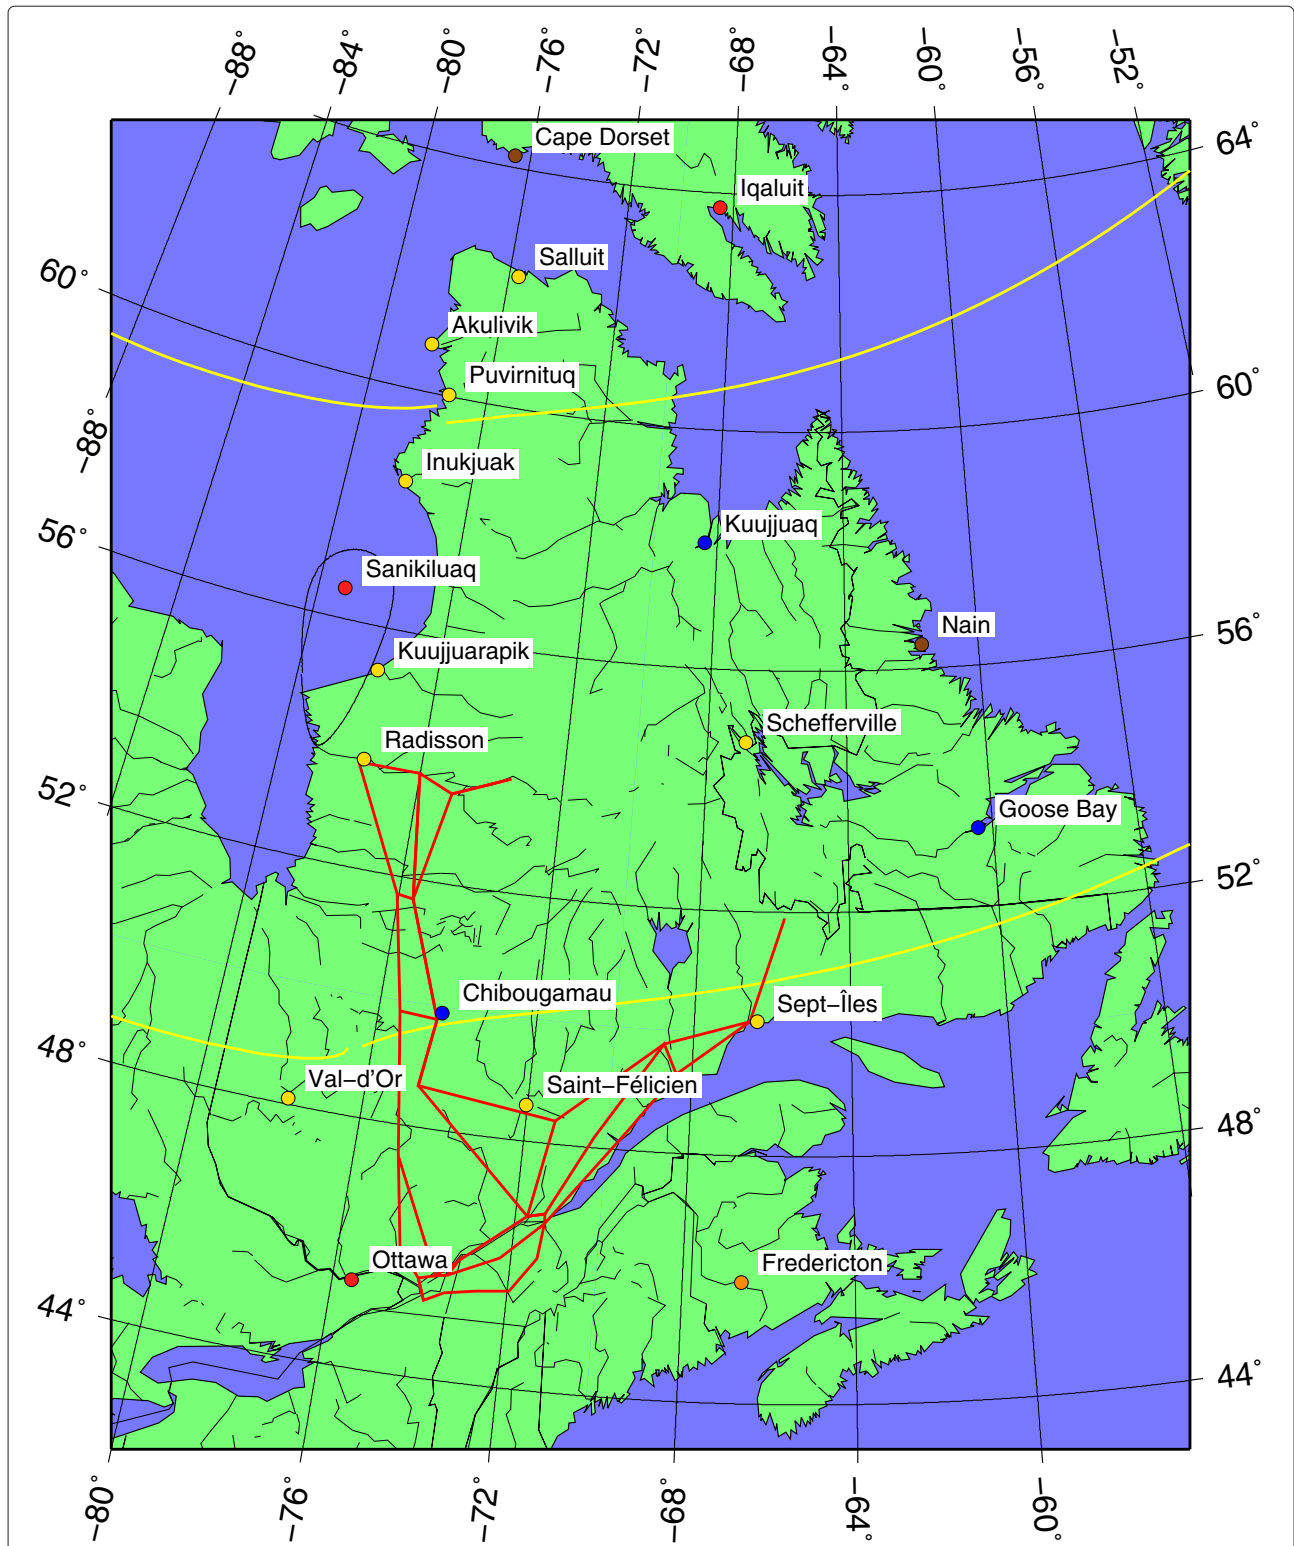 −88°
−84°
−80°
−76°
−72°
−68°
−64°
−60°
−56°
−52°
64°
Cape Dorset
Iqaluit
Salluit
60°
Akulivik
Puvirnituq
60°
−88°
Inukjuak
Kuujjuaq
56°
Sanikiluaq
Nain
56°
Kuujjuarapik
Schefferville
Radisson
52°
Goose Bay
52°
Chibougamau
Sept−Îles
48°
Val−d'Or
Saint−Félicien
48°
Ottawa
Fredericton
44°
44°
−80°
−76°
−72°
−68°
−64°
−60°